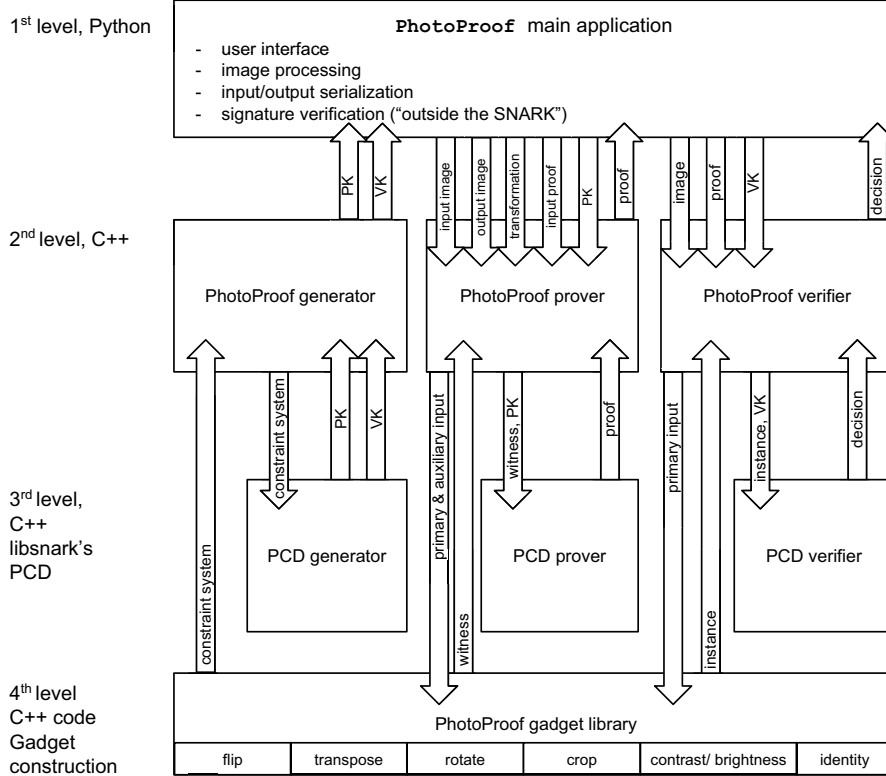 1st level, Python
PhotoProof main application
- user interface
- image processing
- input/output serialization
- signature verification (“outside the SNARK”)
PK
VK
input image
output image
transformation
input proof
PK
proof
image
proof
VK
decision
2nd level, C++
PhotoProof generator
PhotoProof prover
PhotoProof verifier
constraint system
constraint system
PK
VK
primary & auxiliary input
witness
witness, PK
proof
primary input
instance
instance, VK
decision
3rd level,
C++
libsnark’s
PCD
PCD generator
PCD prover
PCD verifier
4th level
C++ code
Gadget
construction
PhotoProof gadget library
flip
transpose
rotate
crop
contrast/ brightness
identity